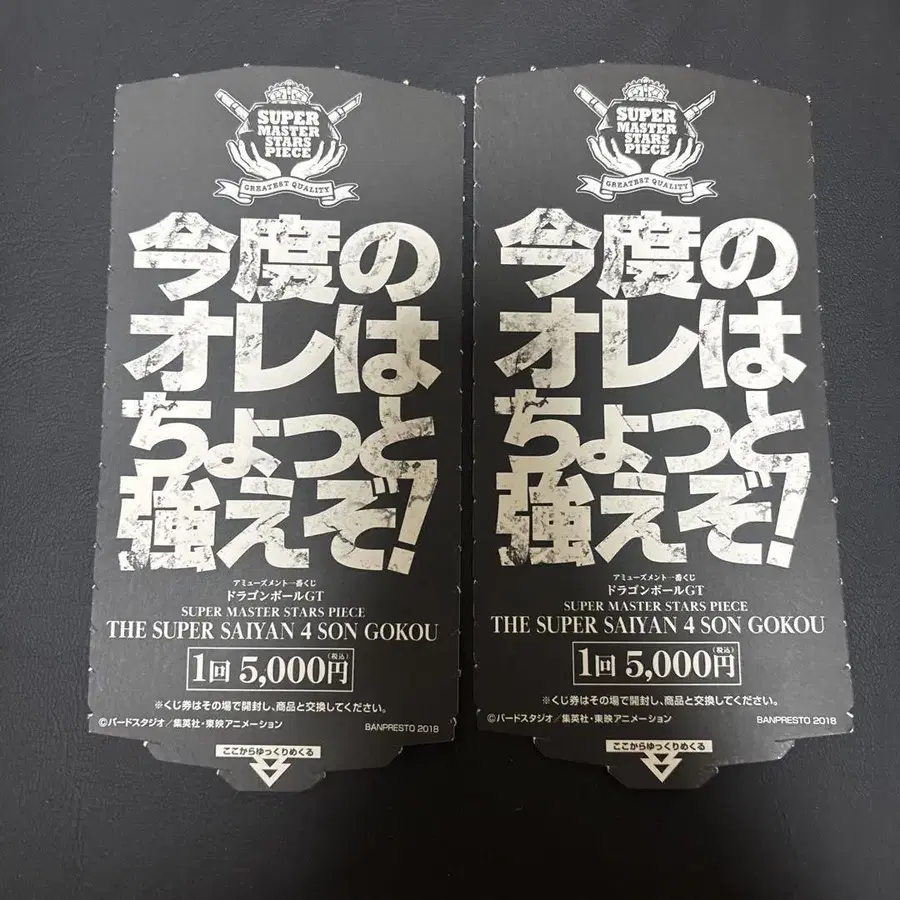 SUPER
MASTER
STARS
PIECE
GREATEST QUALITY
今度の
オレは
ちょっと
強えぞ!
アミューズメント一番くじ
ドラゴンボールGT
SUPER MASTER STARS PIECE
THE SUPER SAIYAN 4 SON GOKOU
1回 5,000円(税込)
※くじ券はその場で開封し、商品と交換してください。
©バードスタジオ/集英社・東映アニメーション
BANPRESTO 2018
ここからゆっくりめくる
SUPER
MASTER
STARS
PIECE
GREATEST QUALITY
今度の
オレは
ちょっと
強えぞ!
アミューズメント一番くじ
ドラゴンボールGT
SUPER MASTER STARS PIECE
THE SUPER SAIYAN 4 SON GOKOU
1回 5,000円(税込)
※くじ券はその場で開封し、商品と交換してください。
©バードスタジオ/集英社・東映アニメーション
BANPRESTO 2018
ここからゆっくりめくる